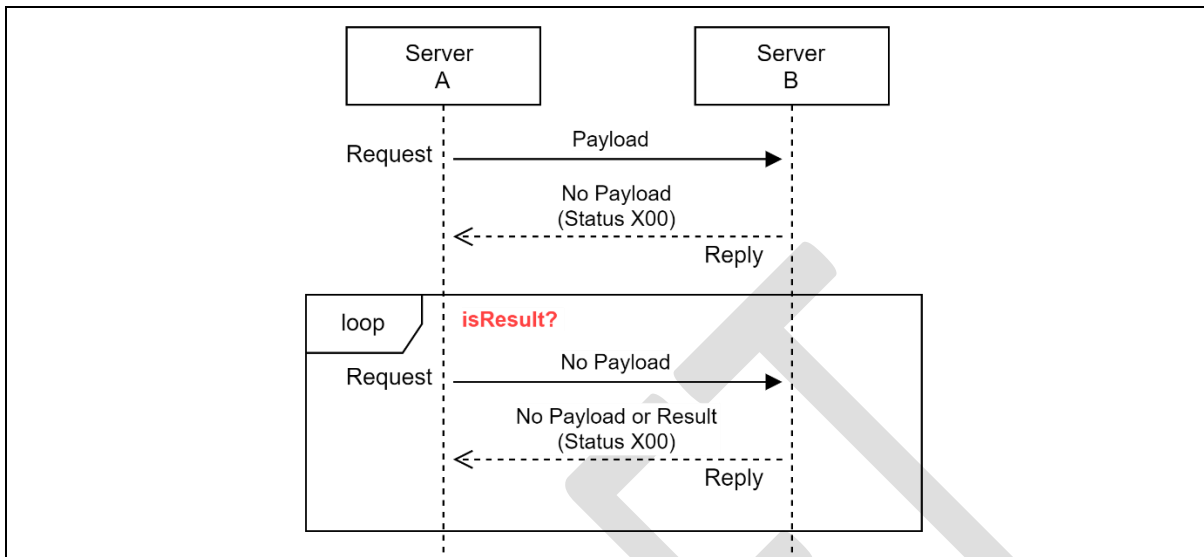 Server
A
Server
B
Request
Payload
No Payload
(Status X00)
Reply
loop
isResult?
Request
No Payload
No Payload or Result
(Status X00)
Reply